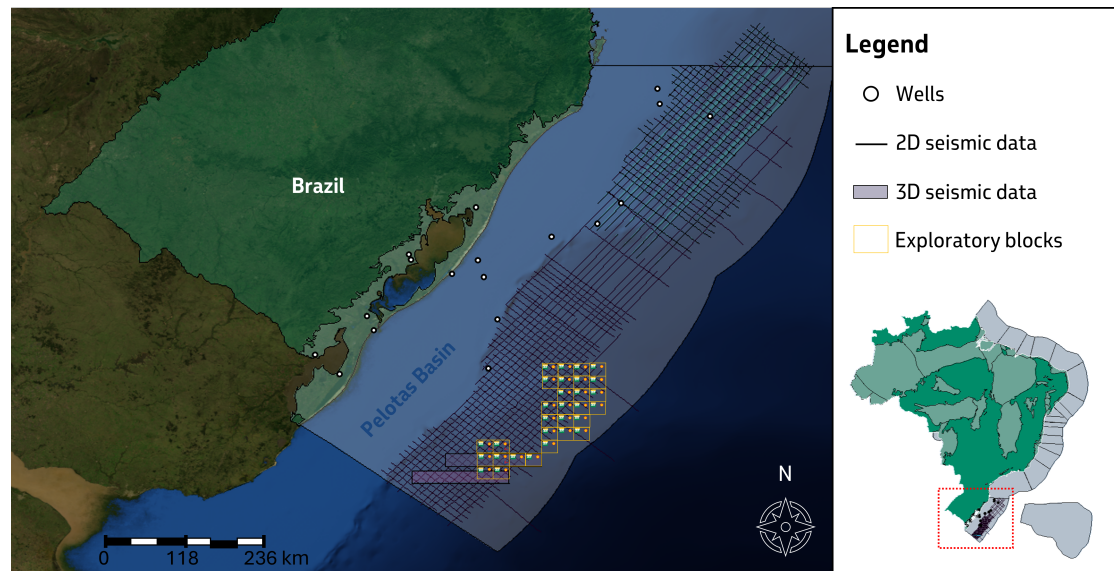 Brazil
Pelotas Basin
N
0 118 236 km
Legend
Wells
2D seismic data
3D seismic data
Exploratory blocks